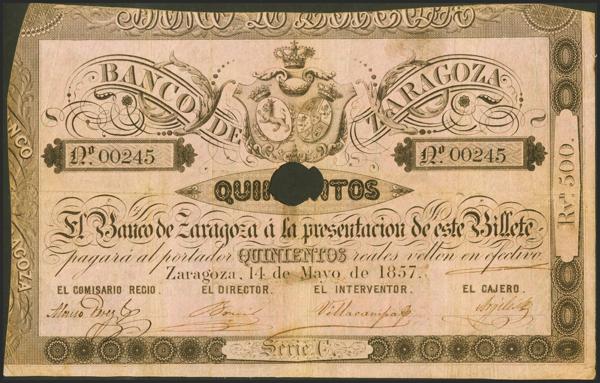 BANCO DE ZARAGOZA
Nº 00245
Nº 00245
El Banco de Zaragoza á la presentacion de este Billete
pagará al portador QUINIENTOS reales vellon en efectivo
Zaragoza, 14 de Mayo de 1857.
EL COMISARIO REGIO. EL DIRECTOR. EL INTERVENTOR. EL CAJERO.
Villacampa
Serie C.
Rˢ vⁿ 500.
BANCO